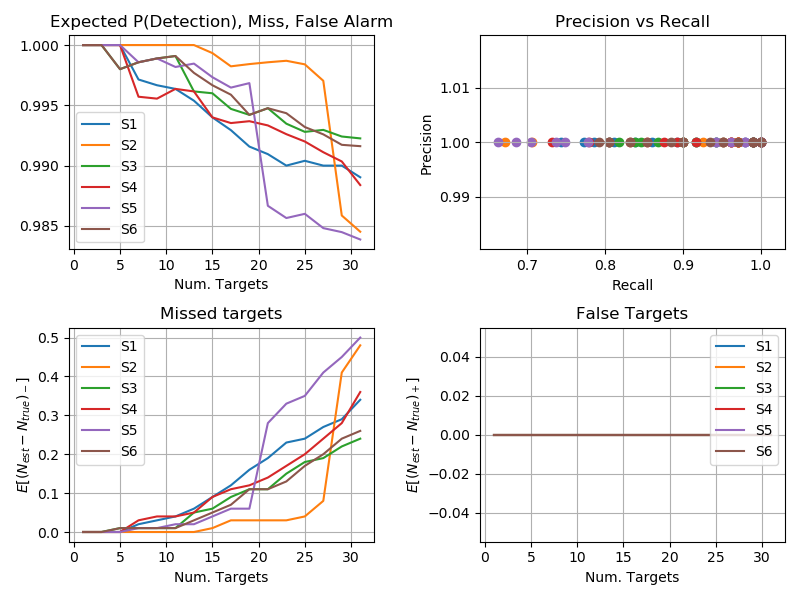 Expected P(Detection), Miss, False Alarm
1.000
0.995
0.990
0.985
S1
S2
S3
S4
S5
S6
0 5 10 15 20 25 30
Num. Targets
Precision vs Recall
Precision
1.01
1.00
0.99
0.7 0.8 0.9 1.0
Recall
Missed targets
E[(N_est − N_true)_−]
0.5
0.4
0.3
0.2
0.1
0.0
S1
S2
S3
S4
S5
S6
0 5 10 15 20 25 30
Num. Targets
False Targets
E[(N_est − N_true)_+]
0.04
0.02
0.00
−0.02
−0.04
S1
S2
S3
S4
S5
S6
0 5 10 15 20 25 30
Num. Targets